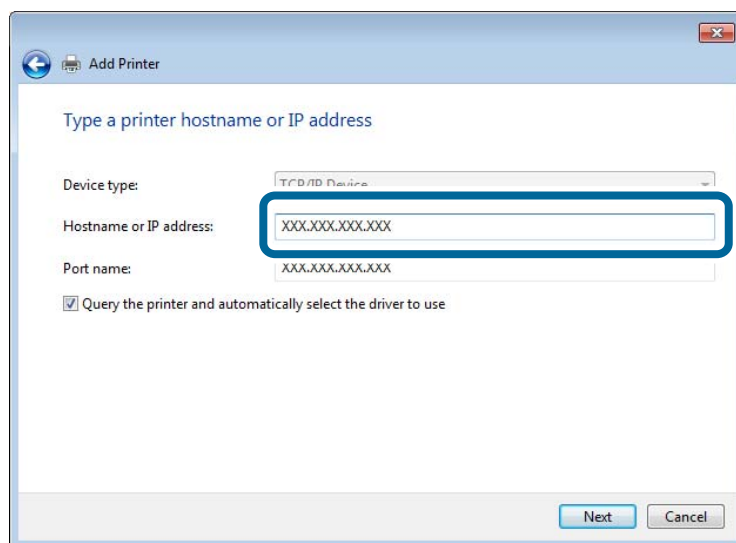 Add Printer
Type a printer hostname or IP address
Device type: TCP/IP Device
Hostname or IP address: XXX.XXX.XXX.XXX
Port name: XXX.XXX.XXX.XXX
Query the printer and automatically select the driver to use
Next Cancel